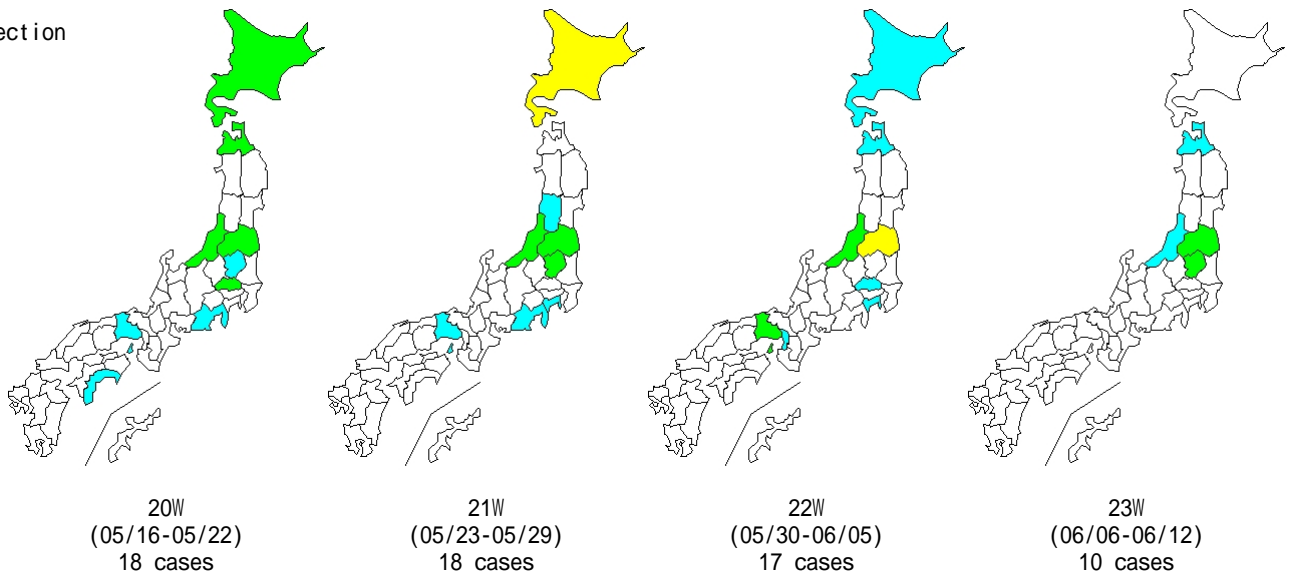 ection
20W
(05/16-05/22)
18 cases
21W
(05/23-05/29)
18 cases
22W
(05/30-06/05)
17 cases
23W
(06/06-06/12)
10 cases